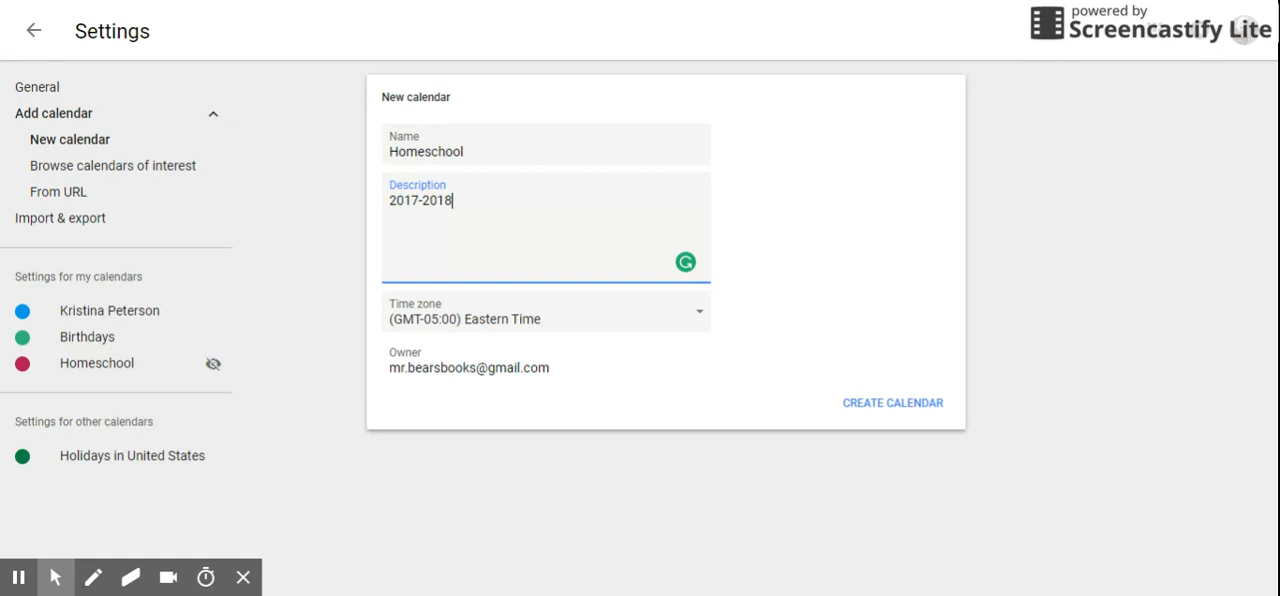 Settings
powered by
Screencastify Lite
General
Add calendar
New calendar
Browse calendars of interest
From URL
Import & export
Settings for my calendars
Kristina Peterson
Birthdays
Homeschool
Settings for other calendars
Holidays in United States
New calendar
Name
Homeschool
Description
2017-2018
Time zone
(GMT-05:00) Eastern Time
Owner
mr.bearsbooks@gmail.com
CREATE CALENDAR